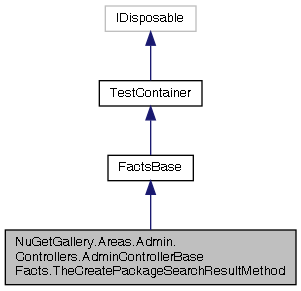 IDisposable
TestContainer
FactsBase
NuGetGallery.Areas.Admin.
Controllers.AdminControllerBase
Facts.TheCreatePackageSearchResultMethod